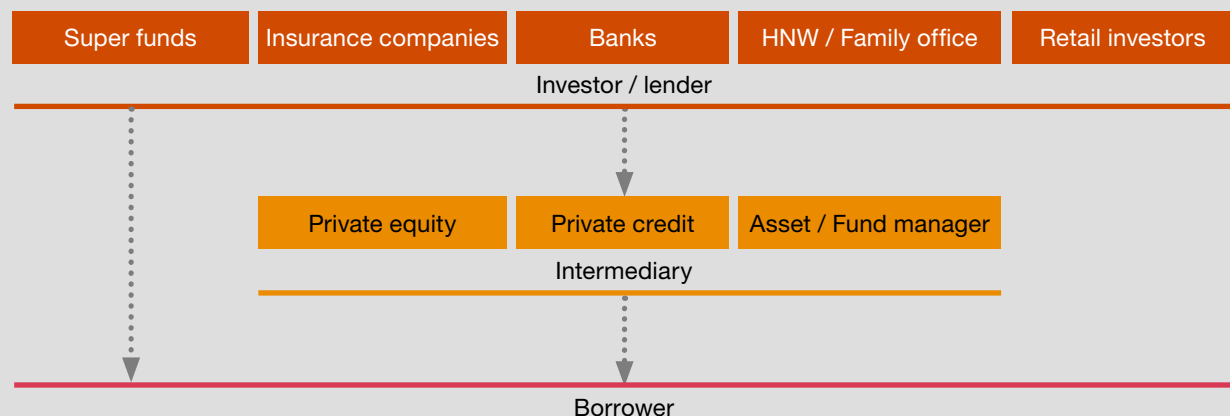 Super funds
Insurance companies
Banks
HNW / Family office
Retail investors
Investor / lender
Private equity
Private credit
Asset / Fund manager
Intermediary
Borrower